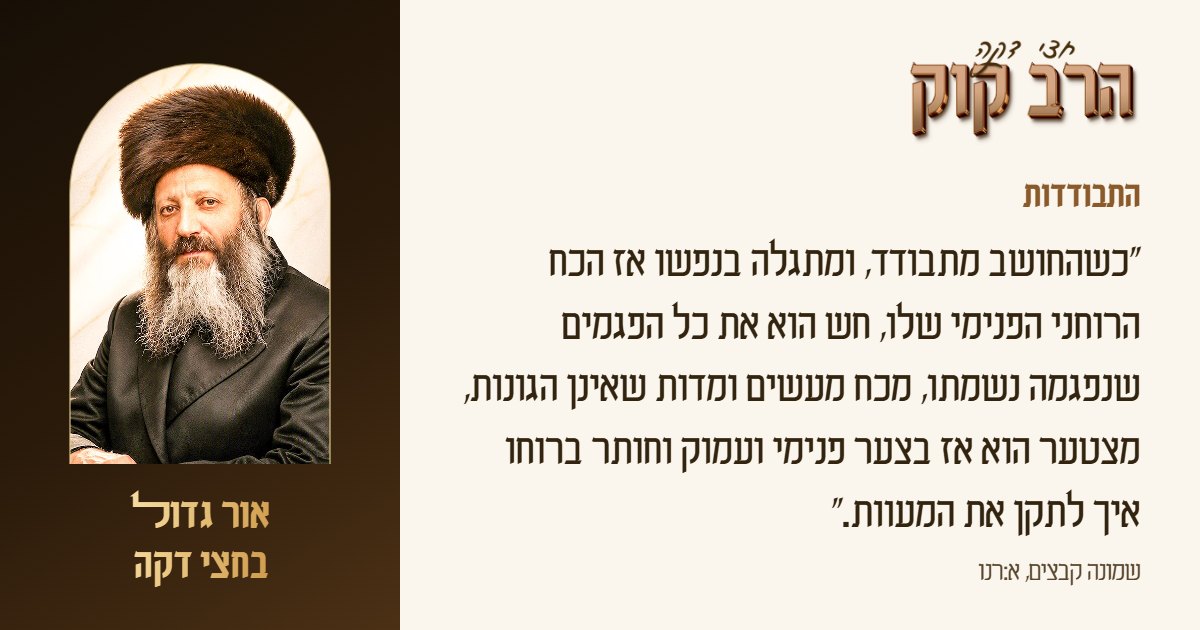 חצי דקה
הרב קוק
התבודדות
"כשהחושב מתבודד, ומתגלה בנפשו אז הכח
הרוחני הפנימי שלו, חש הוא את כל הפגמים
שנפגמה נשמתו, מכח מעשים ומדות שאינן הגונות,
מצטער הוא אז בצער פנימי ועמוק וחותר ברוחו
איך לתקן את המעוות."
שמונה קבצים, א:רנו
אור גדול
בחצי דקה